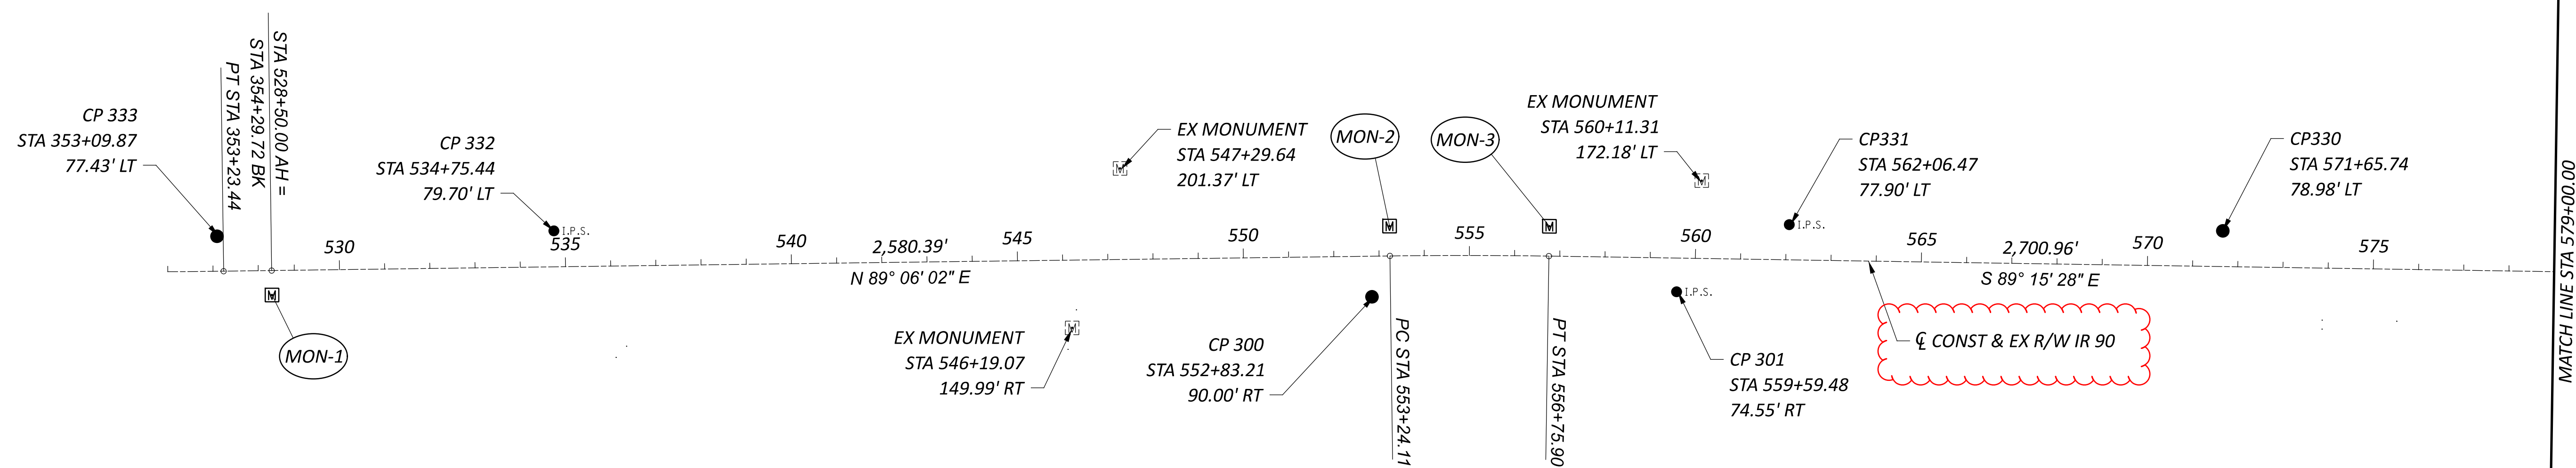 CP 333
STA 353+09.87
77.43' LT
PT STA 353+23.44
STA 354+29.72 BK
STA 528+50.00 AH =
MON-1
CP 332
STA 534+75.44
79.70' LT
I.P.S.
530
535
540
2,580.39'
545
550
555
560
565
2,700.96'
570
575
N 89° 06' 02" E
S 89° 15' 28" E
EX MONUMENT
STA 547+29.64
201.37' LT
M
MON-2
M
MON-3
M
EX MONUMENT
STA 560+11.31
172.18' LT
M
CP331
STA 562+06.47
77.90' LT
I.P.S.
CP330
STA 571+65.74
78.98' LT
M
EX MONUMENT
STA 546+19.07
149.99' RT
M
CP 300
STA 552+83.21
90.00' RT
PC STA 553+24.11
PT STA 556+75.90
I.P.S.
CP 301
STA 559+59.48
74.55' RT
℄ CONST & EX R/W IR 90
MATCH LINE STA 579+00.00